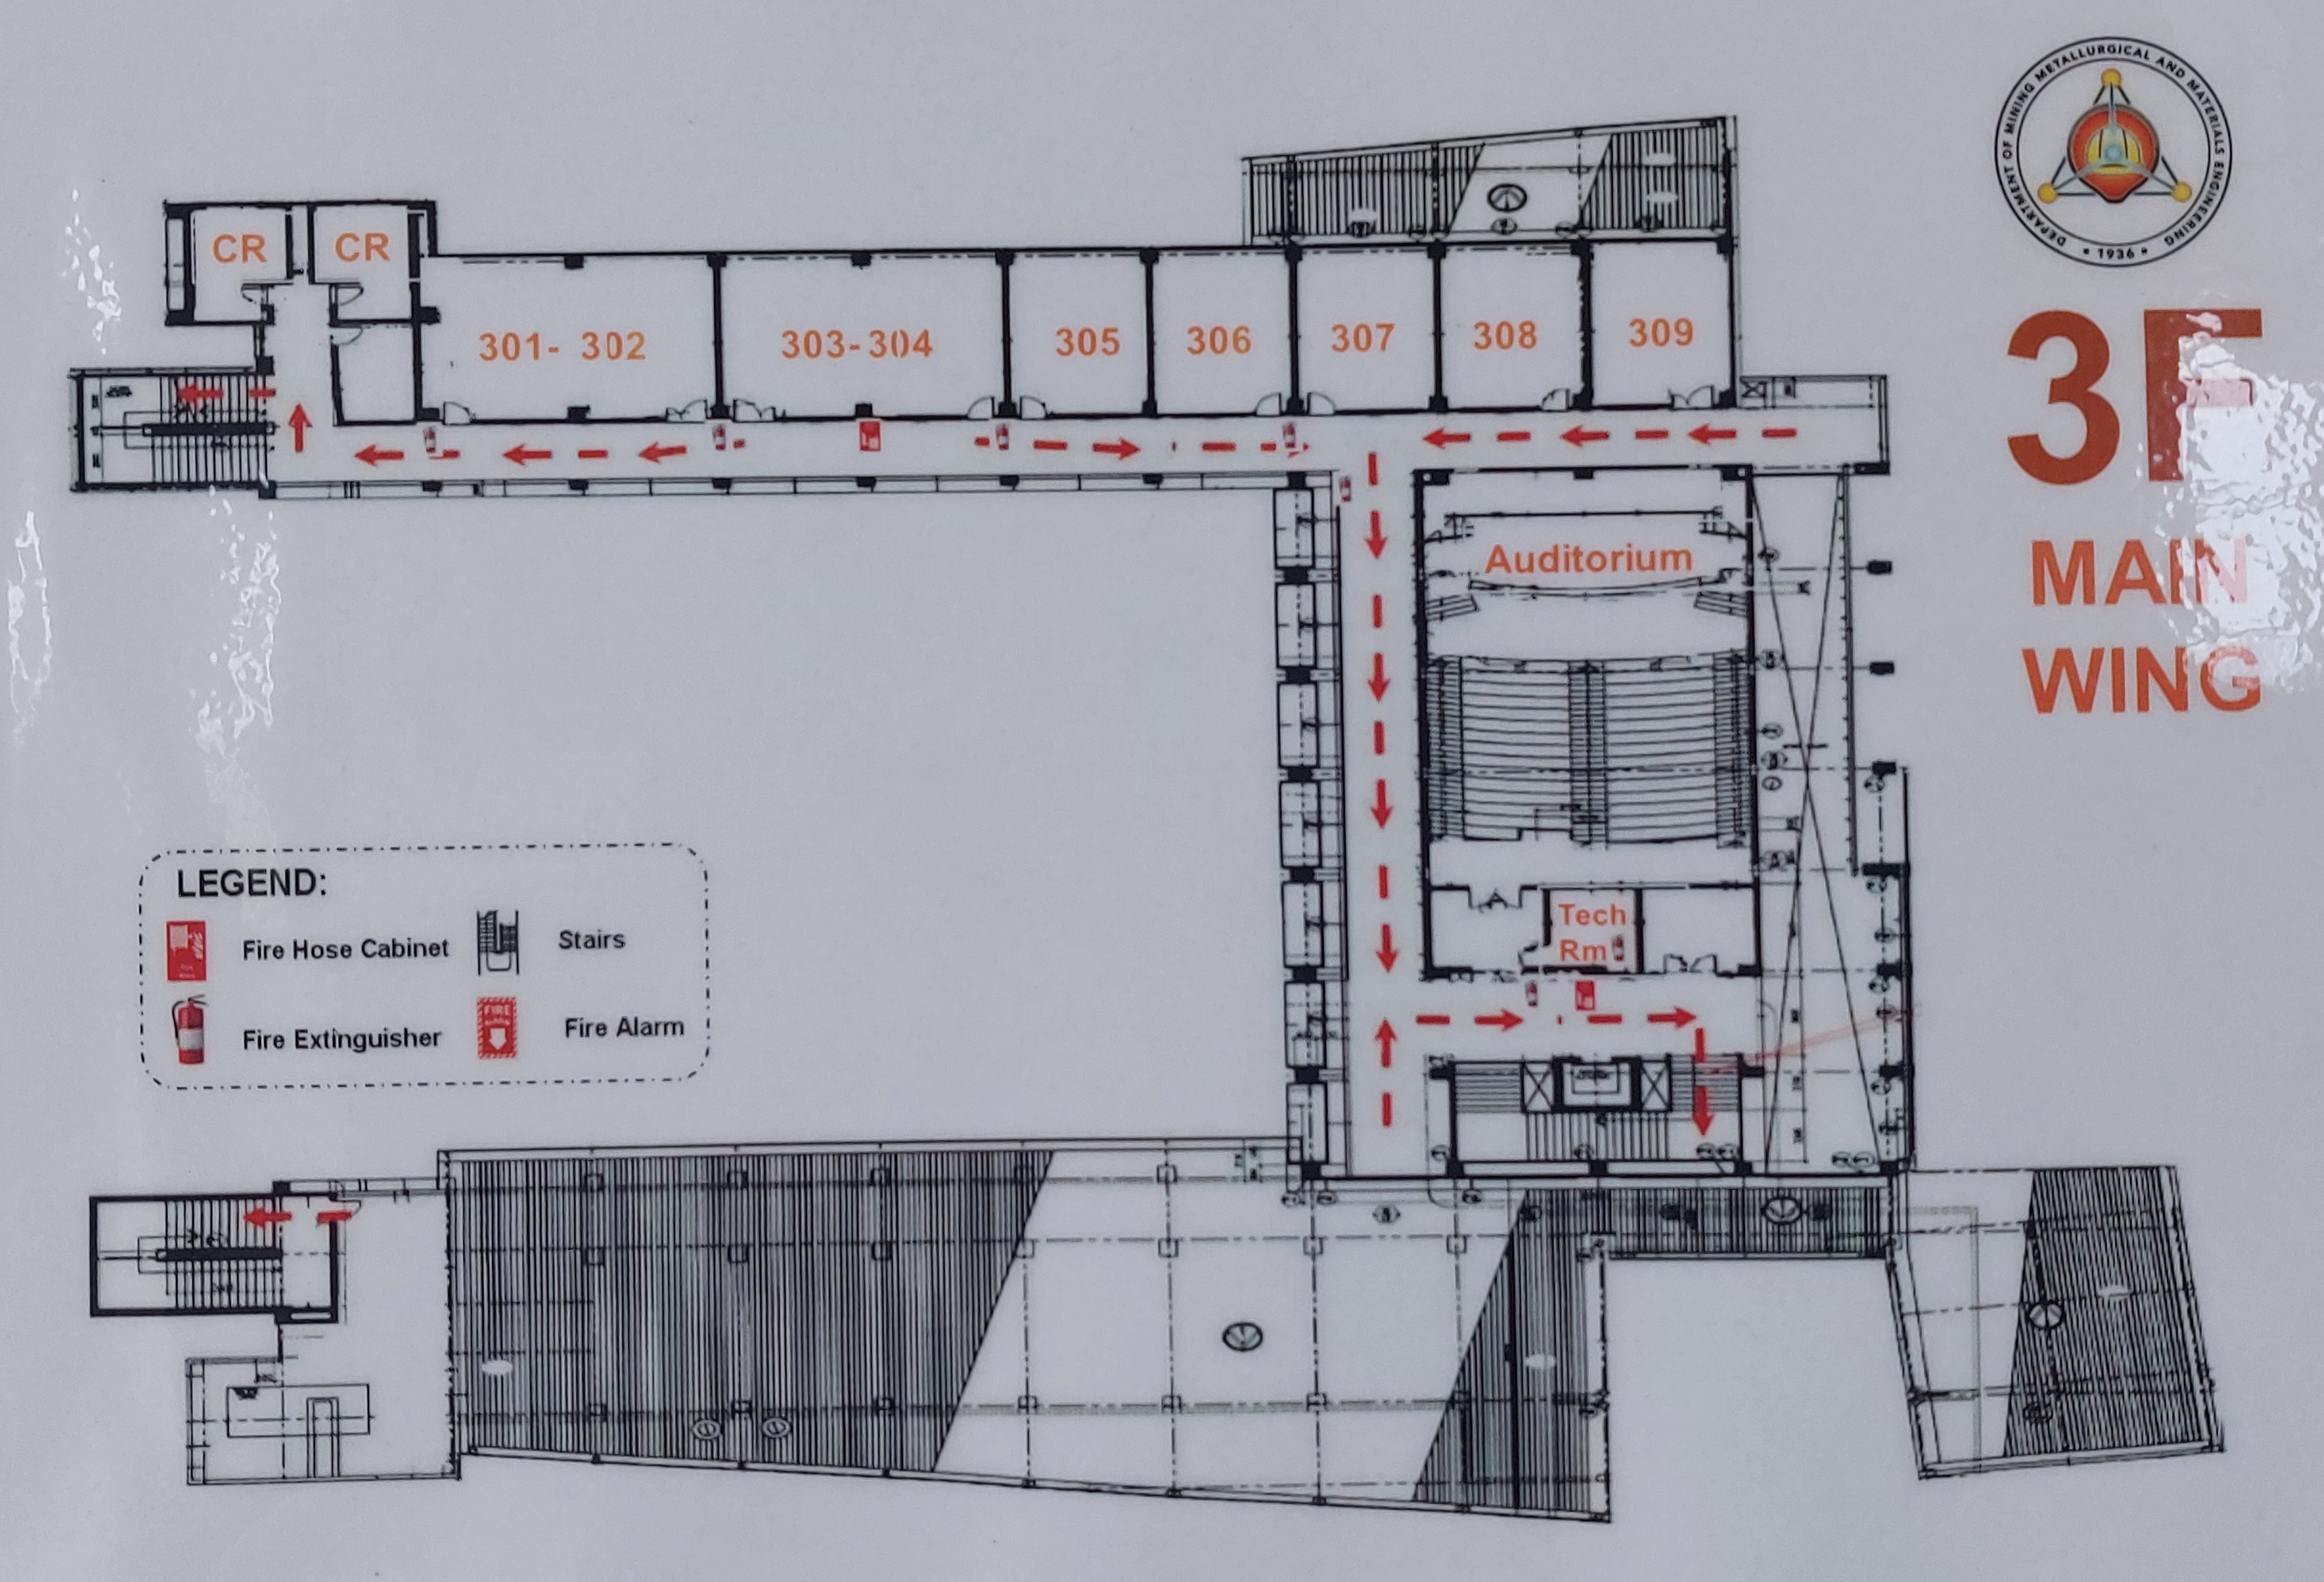 DEPARTMENT OF MINING METALLURGICAL AND MATERIALS ENGINEERING
• 1936 •
3F
MAIN
WING
CR
CR
301- 302
303-304
305
306
307
308
309
Auditorium
Tech
Rm
LEGEND:
Fire Hose Cabinet
Stairs
Fire Extinguisher
FIRE
Fire Alarm